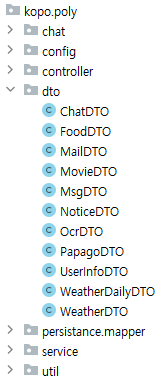 kopo.poly
chat
config
controller
dto
C ChatDTO
C FoodDTO
C MailDTO
C MovieDTO
C MsgDTO
C NoticeDTO
C OcrDTO
C PapagoDTO
C UserInfoDTO
C WeatherDailyDTO
C WeatherDTO
persistance.mapper
service
util